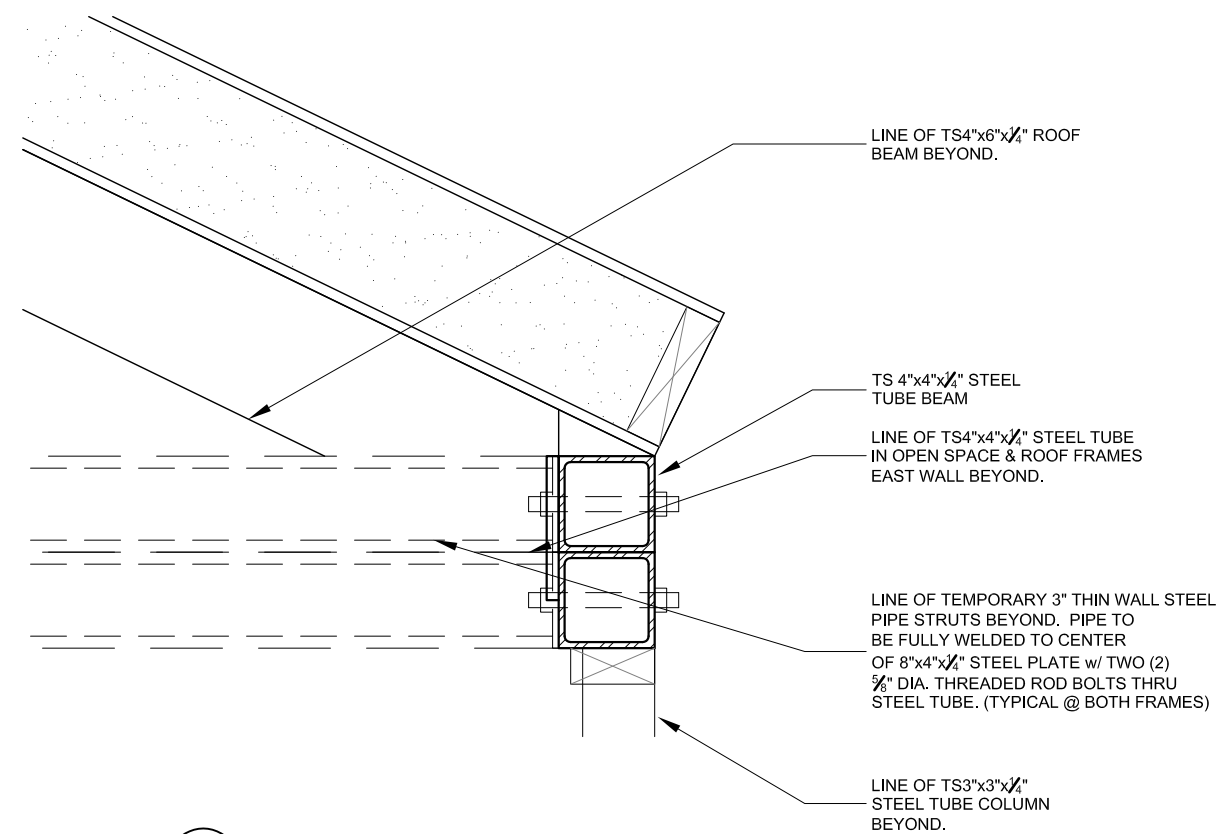 LINE OF TS4"x6"x1/4" ROOF
BEAM BEYOND.
TS 4"x4"x1/4" STEEL
TUBE BEAM
LINE OF TS4"x4"x1/4" STEEL TUBE
IN OPEN SPACE & ROOF FRAMES
EAST WALL BEYOND.
LINE OF TEMPORARY 3" THIN WALL STEEL
PIPE STRUTS BEYOND. PIPE TO
BE FULLY WELDED TO CENTER
OF 8"x4"x1/4" STEEL PLATE w/ TWO (2)
5/8" DIA. THREADED ROD BOLTS THRU
STEEL TUBE. (TYPICAL @ BOTH FRAMES)
LINE OF TS3"x3"x1/4"
STEEL TUBE COLUMN
BEYOND.